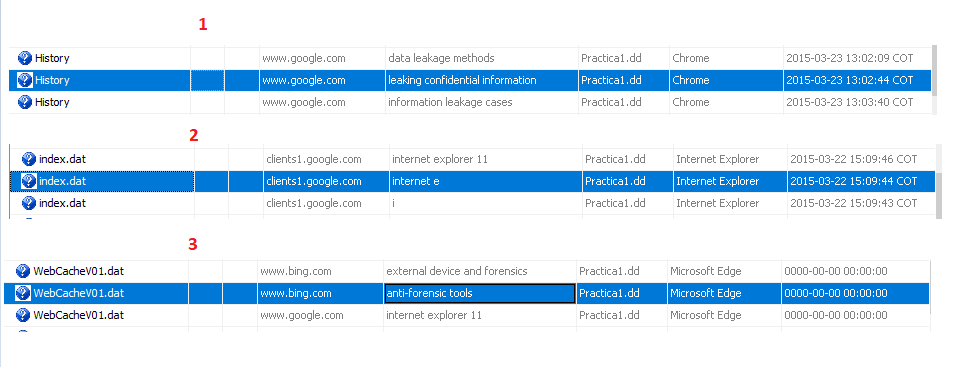 1
History www.google.com data leakage methods Practica1.dd Chrome 2015-03-23 13:02:09 COT
History www.google.com leaking confidential information Practica1.dd Chrome 2015-03-23 13:02:44 COT
History www.google.com information leakage cases Practica1.dd Chrome 2015-03-23 13:03:40 COT
2
index.dat clients1.google.com internet explorer 11 Practica1.dd Internet Explorer 2015-03-22 15:09:46 COT
index.dat clients1.google.com internet e Practica1.dd Internet Explorer 2015-03-22 15:09:44 COT
index.dat clients1.google.com i Practica1.dd Internet Explorer 2015-03-22 15:09:43 COT
3
WebCacheV01.dat www.bing.com external device and forensics Practica1.dd Microsoft Edge 0000-00-00 00:00:00
WebCacheV01.dat www.bing.com anti-forensic tools Practica1.dd Microsoft Edge 0000-00-00 00:00:00
WebCacheV01.dat www.google.com internet explorer 11 Practica1.dd Microsoft Edge 0000-00-00 00:00:00